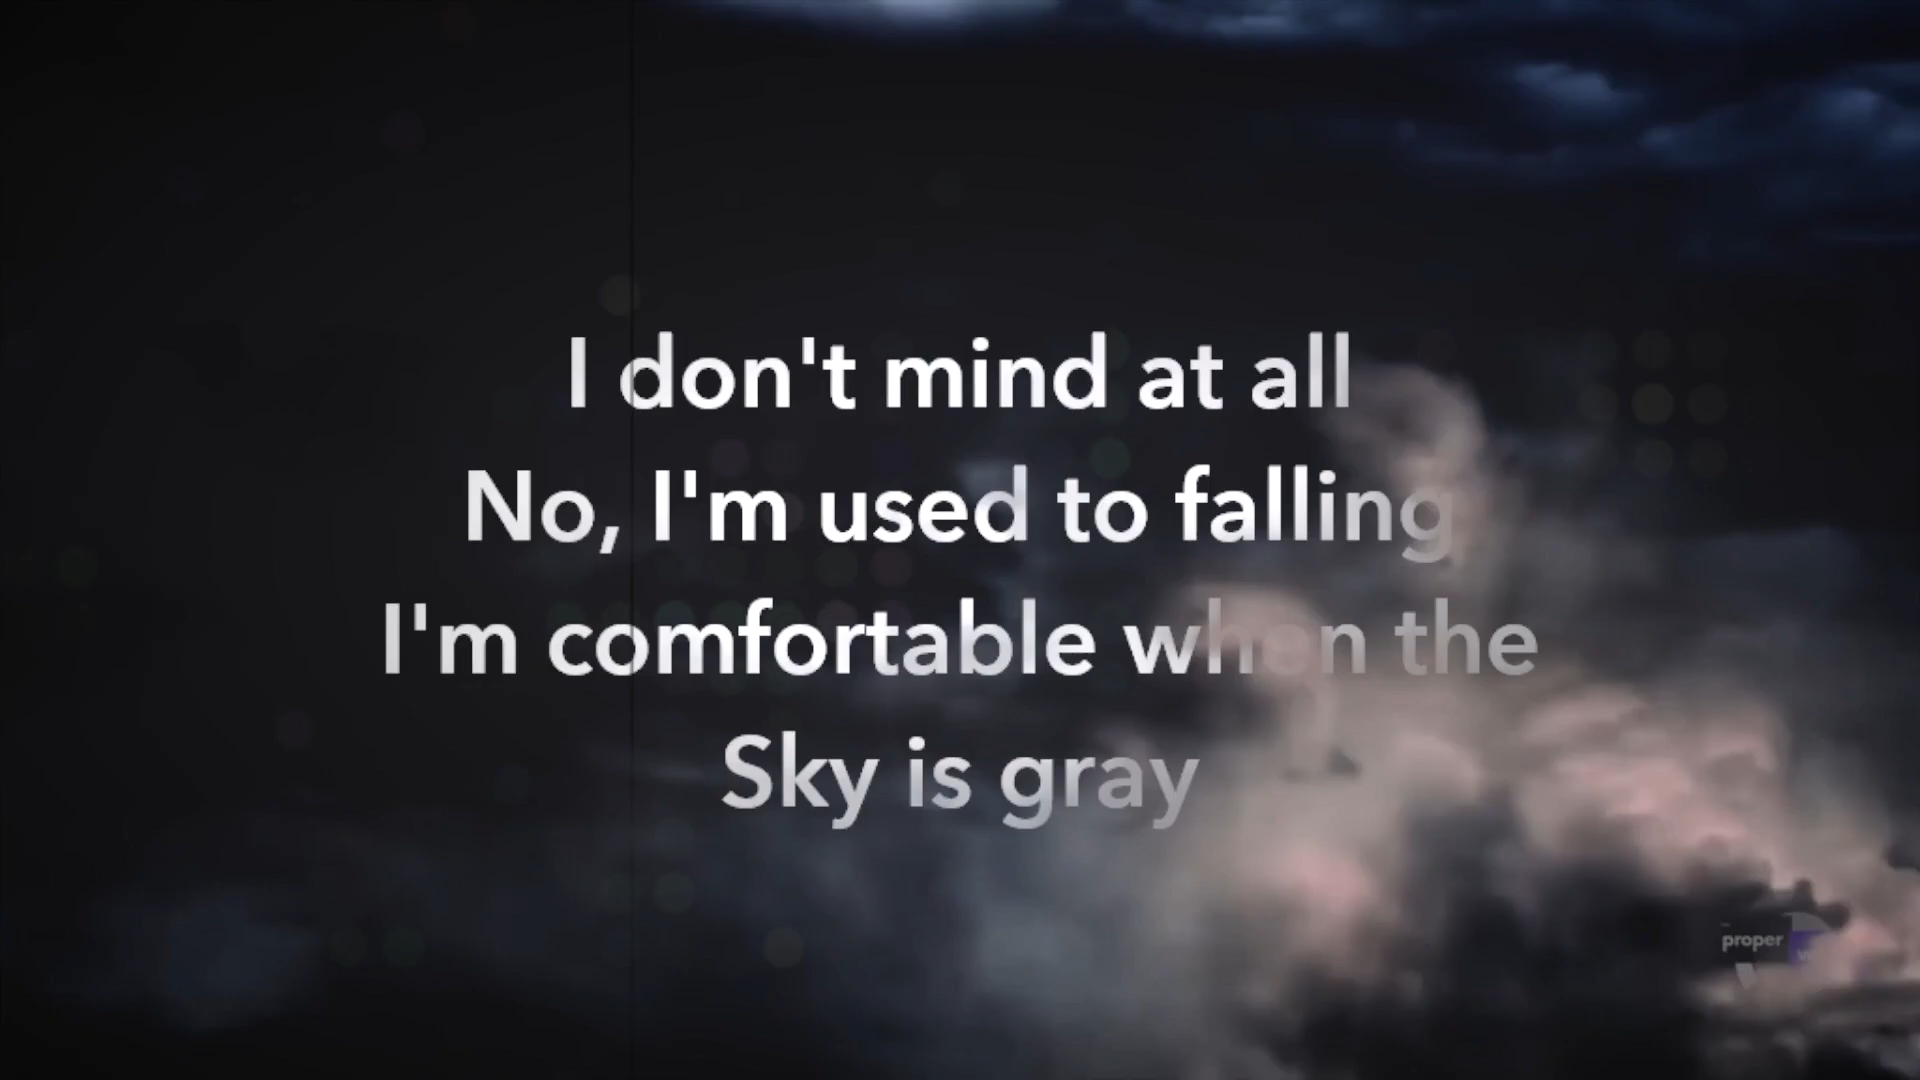 I don't mind at all
No, I'm used to falling
I'm comfortable when the
Sky is gray
proper